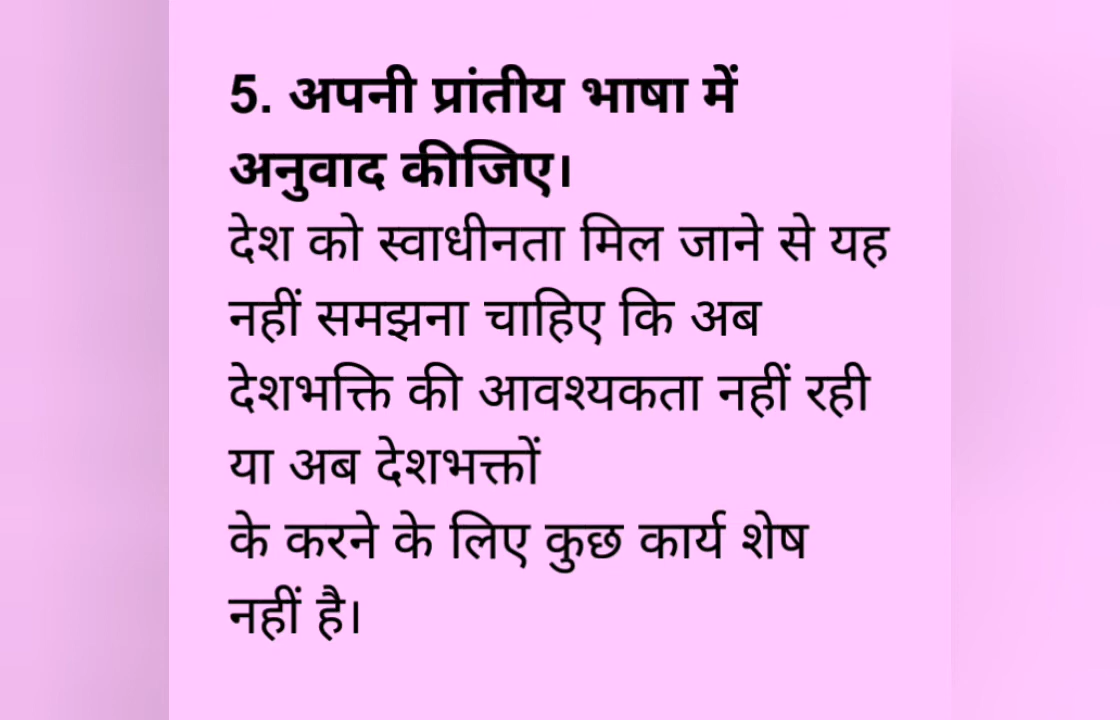 5. अपनी प्रांतीय भाषा में
अनुवाद कीजिए।
देश को स्वाधीनता मिल जाने से यह
नहीं समझना चाहिए कि अब
देशभक्ति की आवश्यकता नहीं रही
या अब देशभक्तों
के करने के लिए कुछ कार्य शेष
नहीं है।